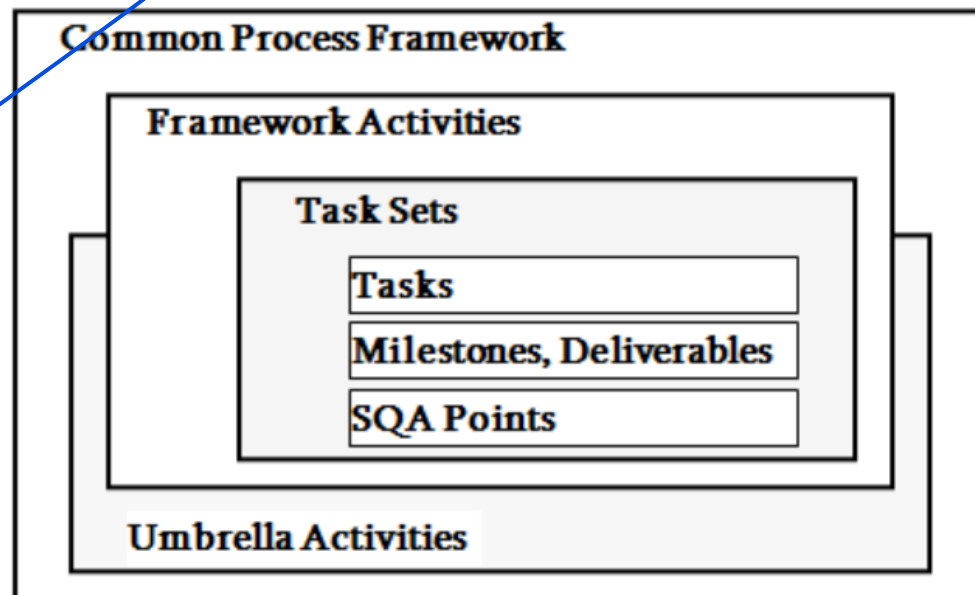 Common Process Framework
Framework Activities
Task Sets
Tasks
Milestones, Deliverables
SQA Points
Umbrella Activities